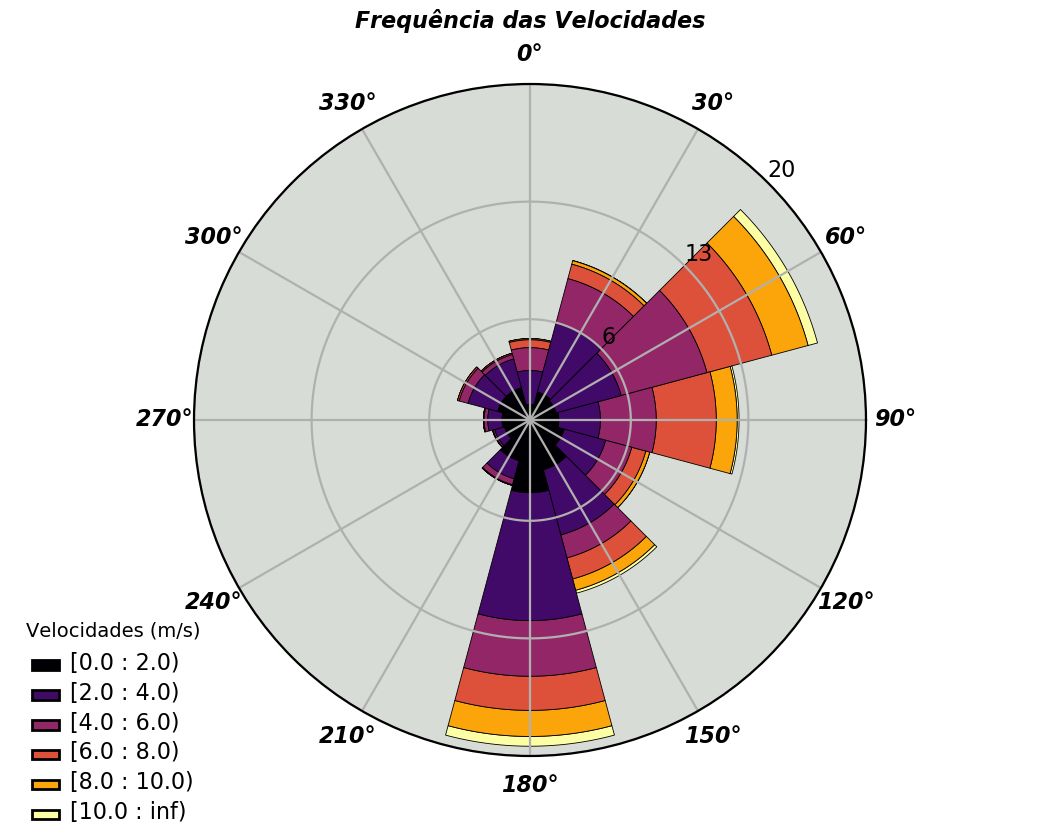 Frequência das Velocidades
0°
330°
30°
20
300°
60°
13
6
270°
90°
240°
120°
210°
150°
180°
Velocidades (m/s)
[0.0 : 2.0)
[2.0 : 4.0)
[4.0 : 6.0)
[6.0 : 8.0)
[8.0 : 10.0)
[10.0 : inf)